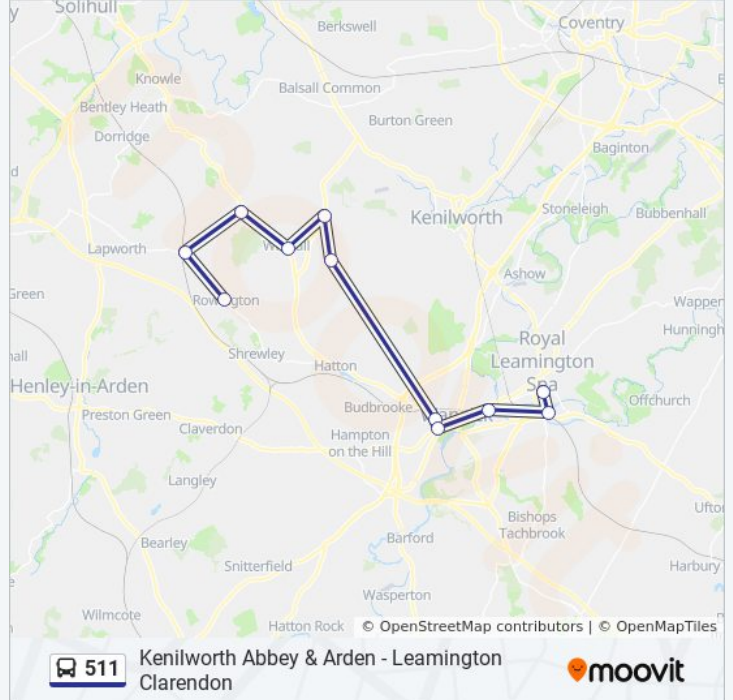 Solihull
Berkswell
Coventry
Knowle
Balsall Common
Bentley Heath
Burton Green
Dorridge
Baginton
Kenilworth
Stoneleigh
Bubbenhall
Lapworth
Ashow
Rowington
Green
Wappen
Hunningh
Royal
Leamington
Spa
Shrewley
Hatton
Henley-in-Arden
Offchurch
Preston Green
Budbrooke
Claverdon
Hampton
on the Hill
Langley
Bishops
Tachbrook
Ufto
Bearley
Barford
Snitterfield
Harbury
Wasperton
Wilmcote
Hatton Rock
© OpenStreetMap contributors | © OpenMapTiles
511
Kenilworth Abbey & Arden - Leamington
Clarendon
moovit